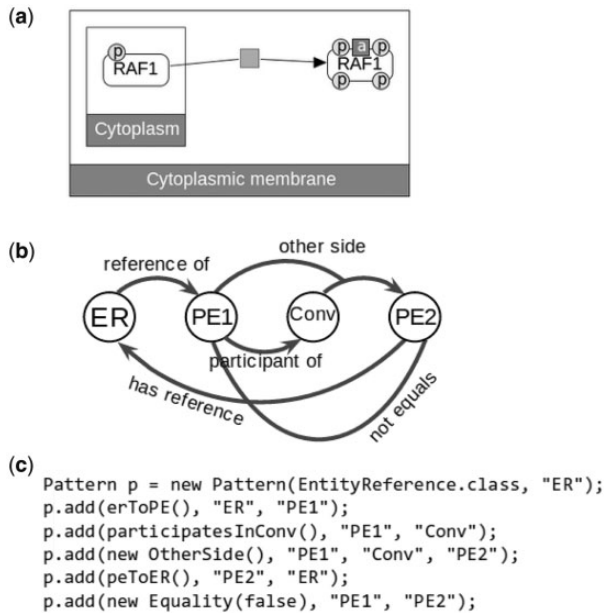 (a)
p
RAF1
p a p
RAF1
p p
Cytoplasm
Cytoplasmic membrane
(b)
other side
reference of
ER
PE1
Conv
PE2
participant of
has reference
not equals
(c)
Pattern p = new Pattern(EntityReference.class, "ER");
p.add(erToPE(), "ER", "PE1");
p.add(participatesInConv(), "PE1", "Conv");
p.add(new OtherSide(), "PE1", "Conv", "PE2");
p.add(peToER(), "PE2", "ER");
p.add(new Equality(false), "PE1", "PE2");